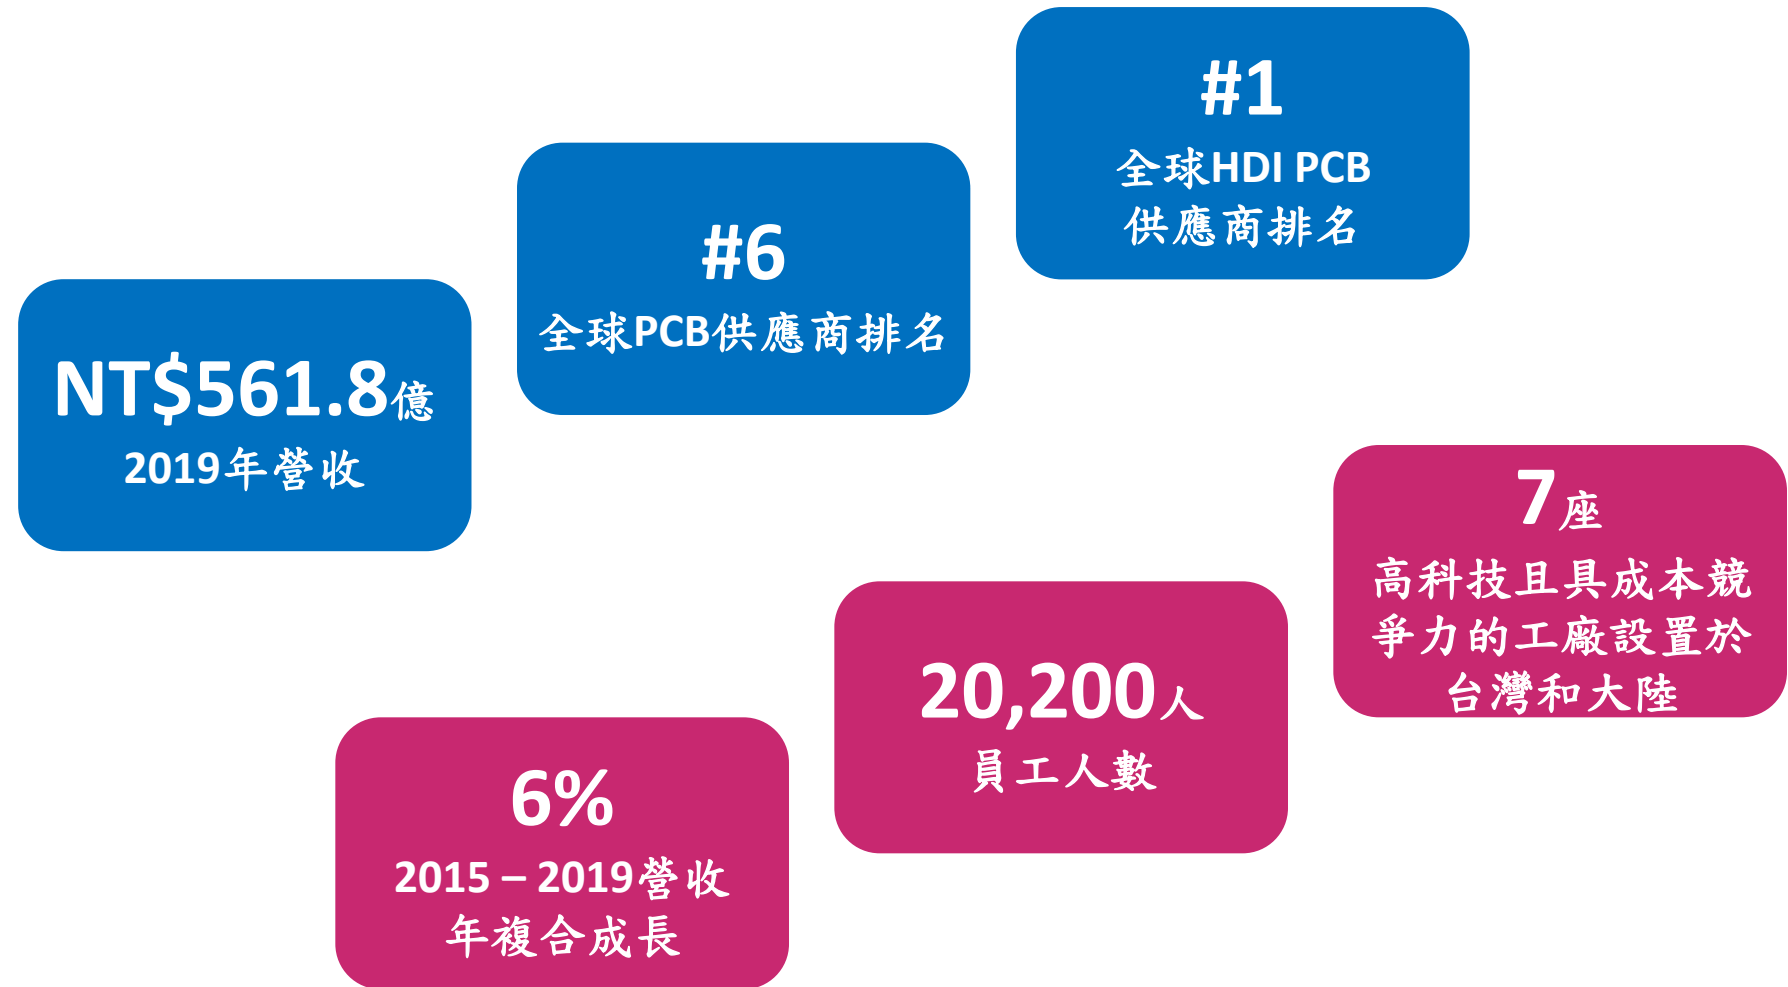 #1
全球HDI PCB
供應商排名
#6
全球PCB供應商排名
NT$561.8億
2019年營收
7座
高科技且具成本競
爭力的工廠設置於
台灣和大陸
20,200人
員工人數
6%
2015 – 2019營收
年複合成長